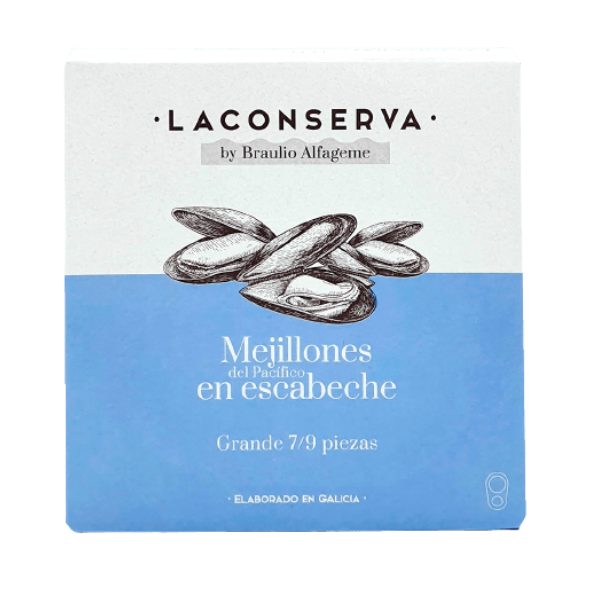 · LACONSERVA ·
by Braulio Alfageme
Mejillones
del Pacífico
en escabeche
Grande 7/9 piezas
· ELABORADO EN GALICIA ·